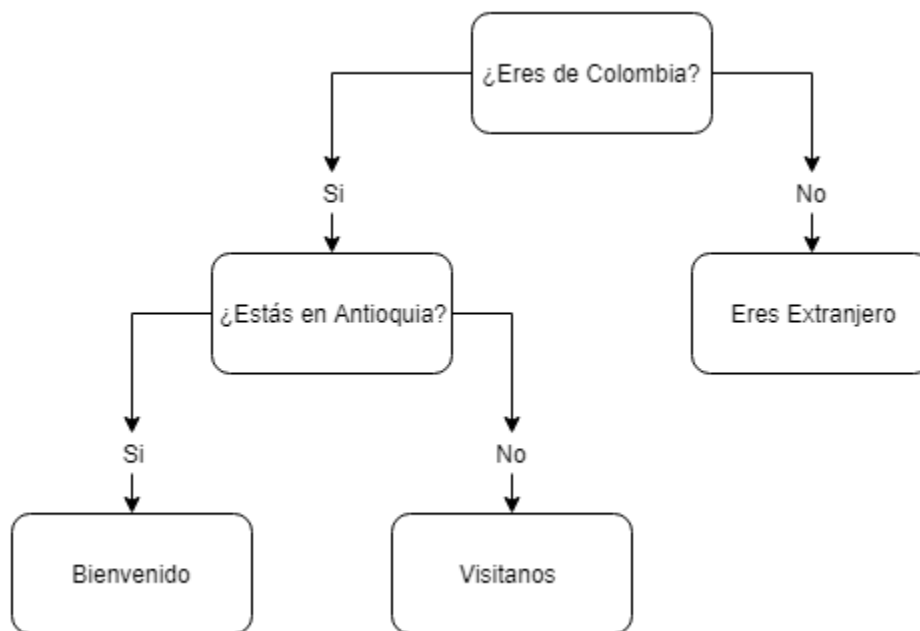 ¿Eres de Colombia?
Si
No
¿Estás en Antioquia?
Eres Extranjero
Si
No
Bienvenido
Visitanos